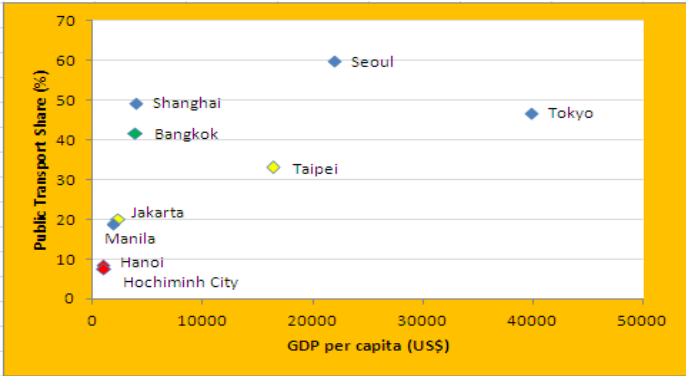 70
60
50
40
30
20
10
0
Public Transport Share (%)
Seoul
Shanghai
Tokyo
Bangkok
Taipei
Jakarta
Manila
Hanoi
Hochiminh City
0 10000 20000 30000 40000 50000
GDP per capita (US$)